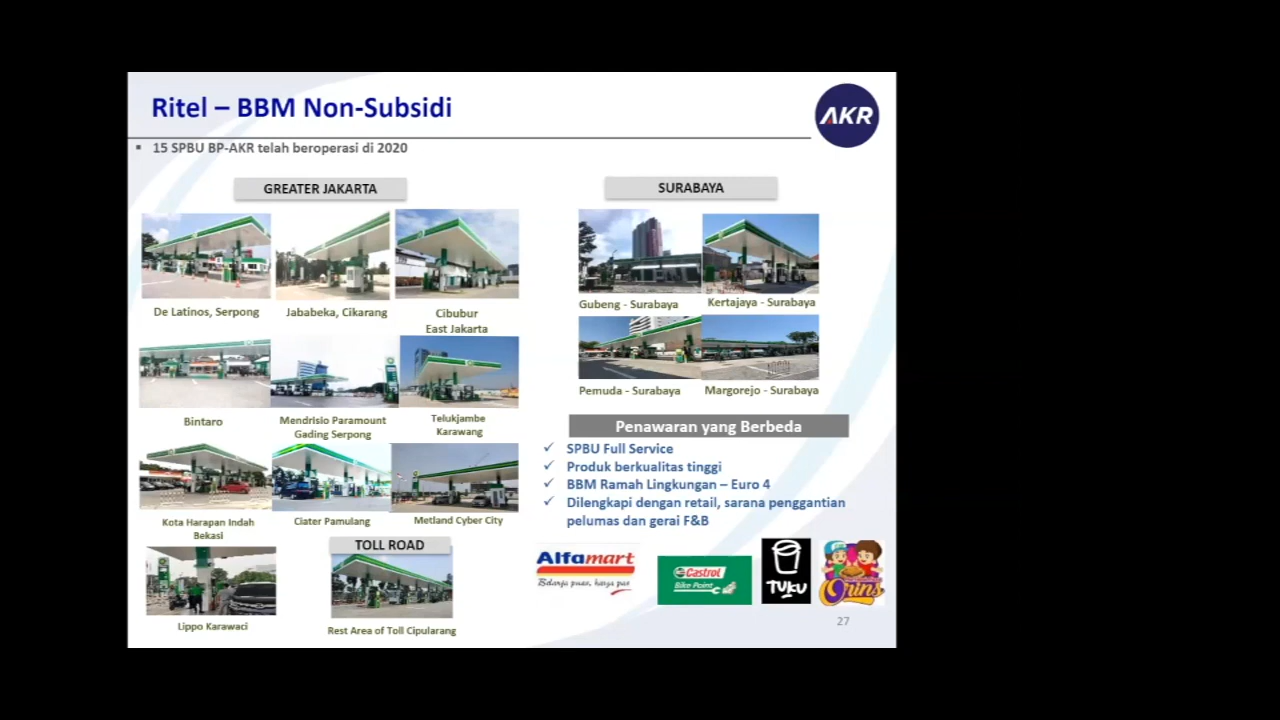 Ritel – BBM Non-Subsidi
AKR
▪ 15 SPBU BP-AKR telah beroperasi di 2020
GREATER JAKARTA
De Latinos, Serpong
Jababeka, Cikarang
Cibubur
East Jakarta
Bintaro
Mendrisio Paramount
Gading Serpong
Telukjambe
Karawang
Kota Harapan Indah
Bekasi
Ciater Pamulang
Metland Cyber City
Lippo Karawaci
TOLL ROAD
Rest Area of Toll Cipularang
SURABAYA
Gubeng - Surabaya
Kertajaya - Surabaya
Pemuda - Surabaya
Margorejo - Surabaya
Penawaran yang Berbeda
✓ SPBU Full Service
✓ Produk berkualitas tinggi
✓ BBM Ramah Lingkungan – Euro 4
✓ Dilengkapi dengan retail, sarana penggantian
pelumas dan gerai F&B
Alfamart
Belanja puas, harga pas
Castrol
Bike Point
TUKU
Orins
27